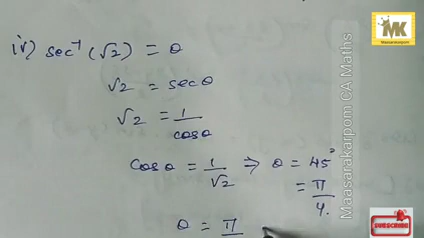 iv) sec⁻¹(√2) = θ
√2 = secθ
√2 = 1/cosθ
cosθ = 1/√2 ⇒ θ = 45°
= π/4.
θ = π
MK
Maasarakarpom
Maasarakarpom CA Maths
SUBSCRIBE